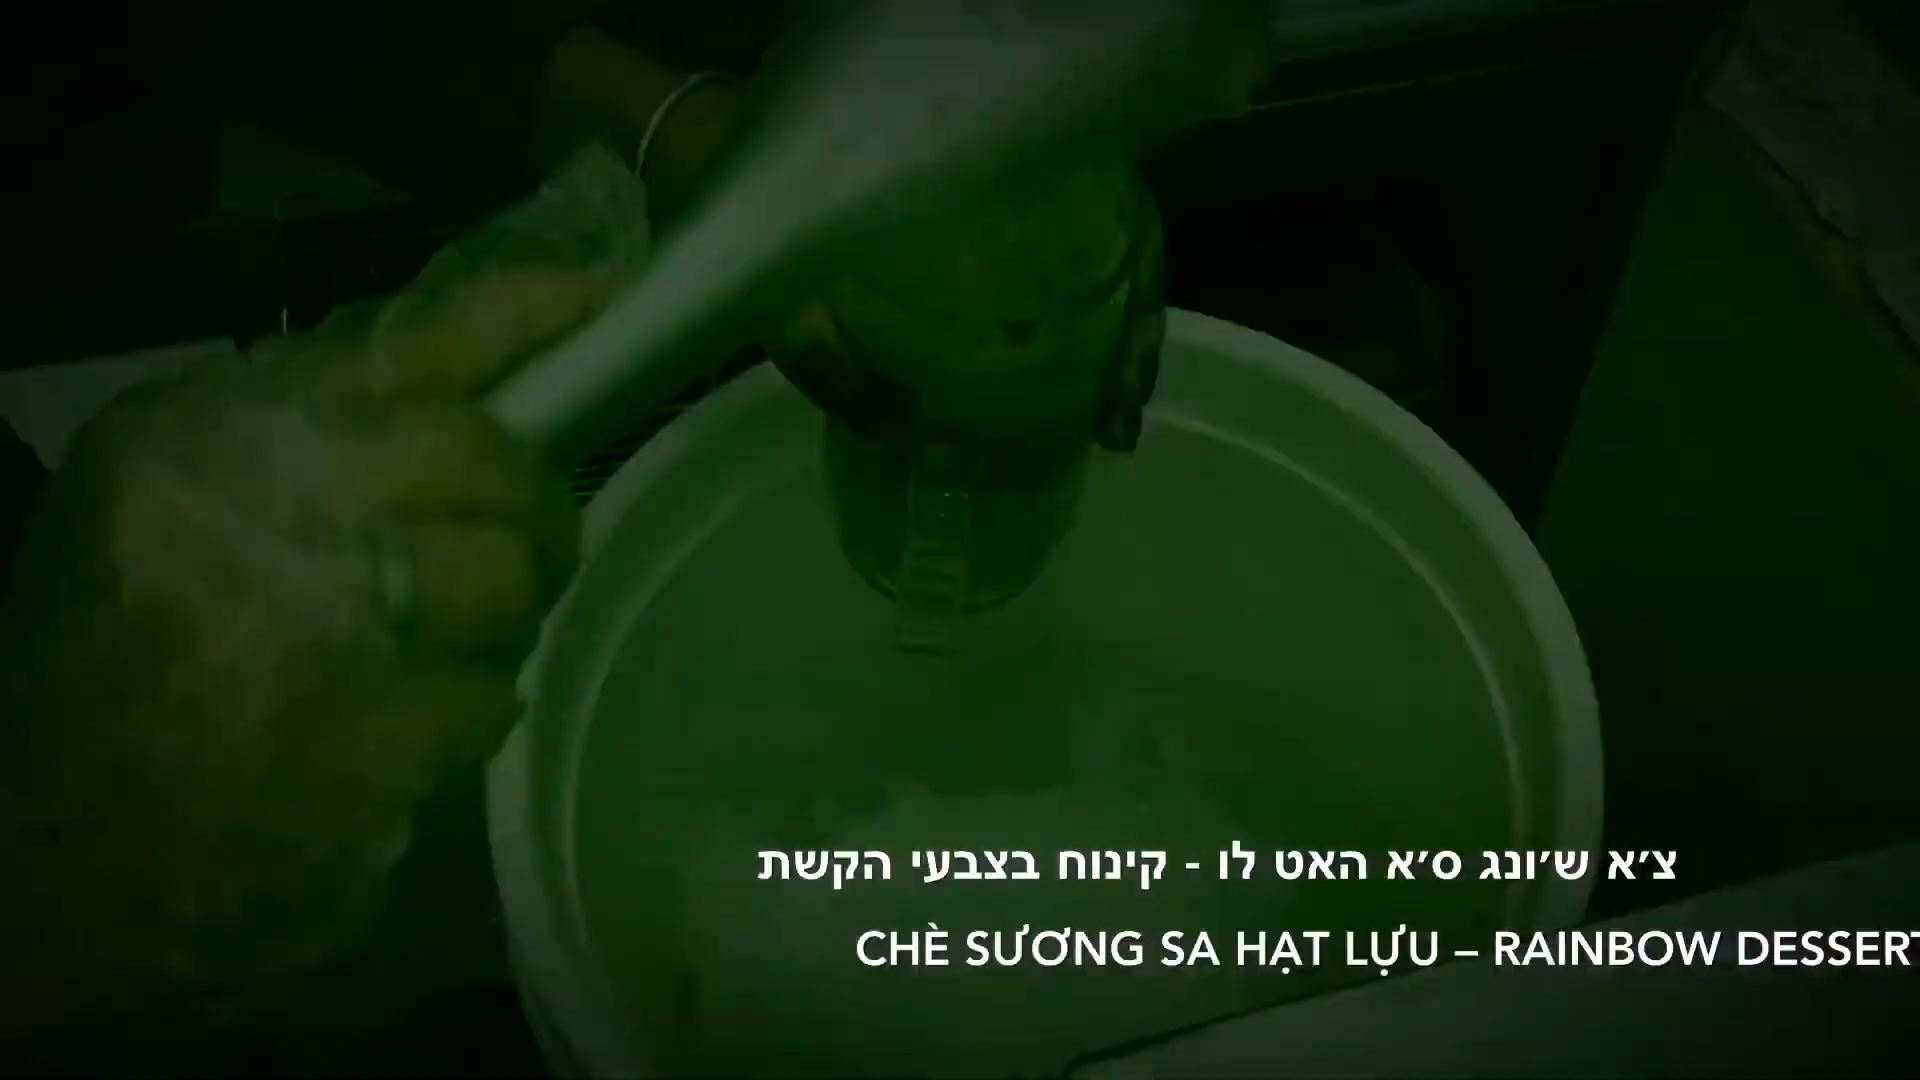 צ׳א ש׳ונג ס׳א האט לו - קינוח בצבעי הקשת
CHÈ SƯƠNG SA HẠT LỰU – RAINBOW DESSERT